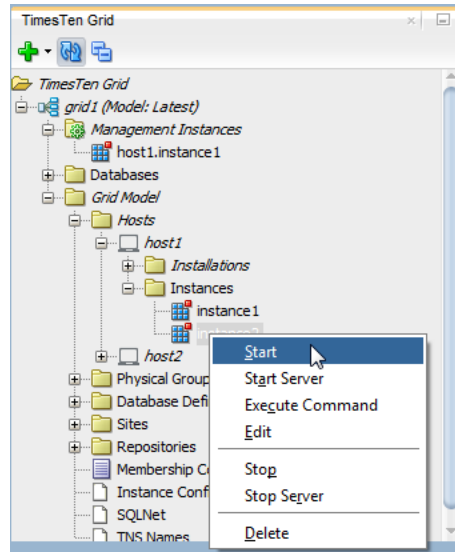 TimesTen Grid
TimesTen Grid
grid1 (Model: Latest)
Management Instances
host1.instance1
Databases
Grid Model
Hosts
host1
Installations
Instances
instance1
host2
Physical Group
Database Defi
Sites
Repositories
Membership Co
Instance Conf
SQLNet
TNS Names
Start
Start Server
Execute Command
Edit
Stop
Stop Server
Delete